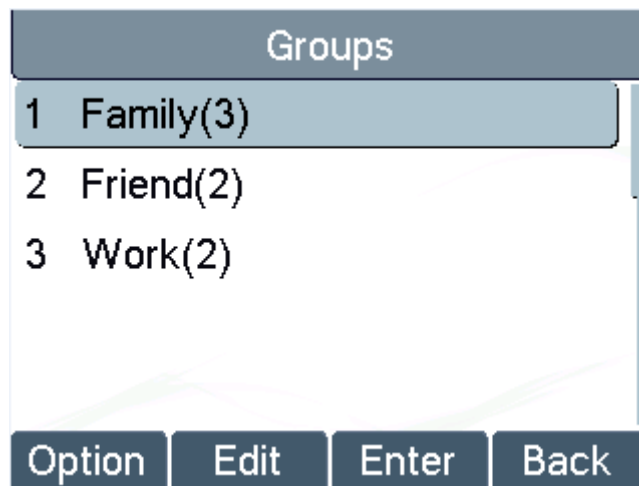 Groups
1 Family(3)
2 Friend(2)
3 Work(2)
Option Edit Enter Back